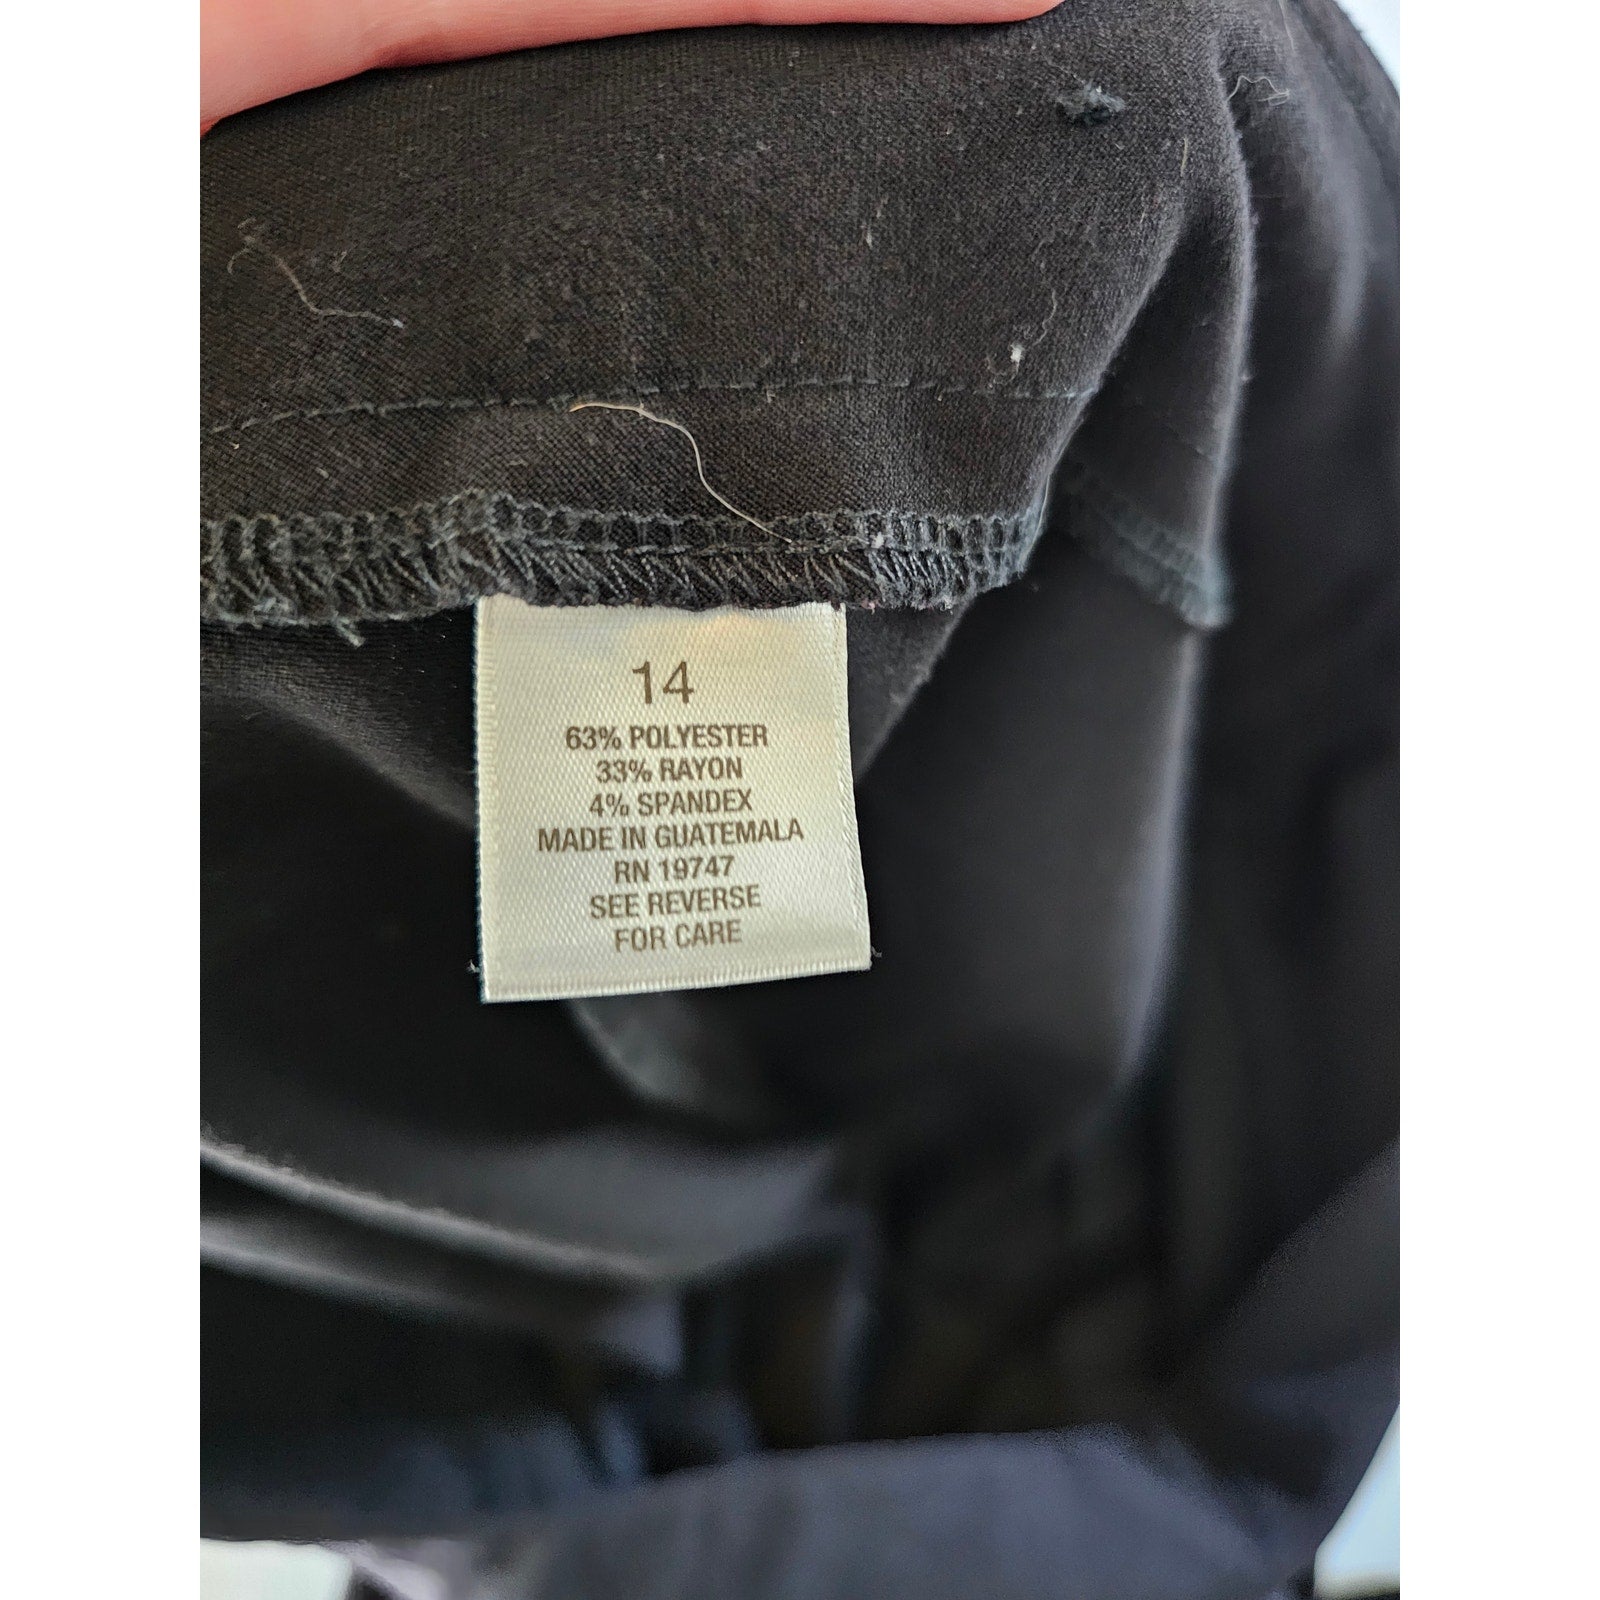 14
63% POLYESTER
33% RAYON
4% SPANDEX
MADE IN GUATEMALA
RN 19747
SEE REVERSE
FOR CARE